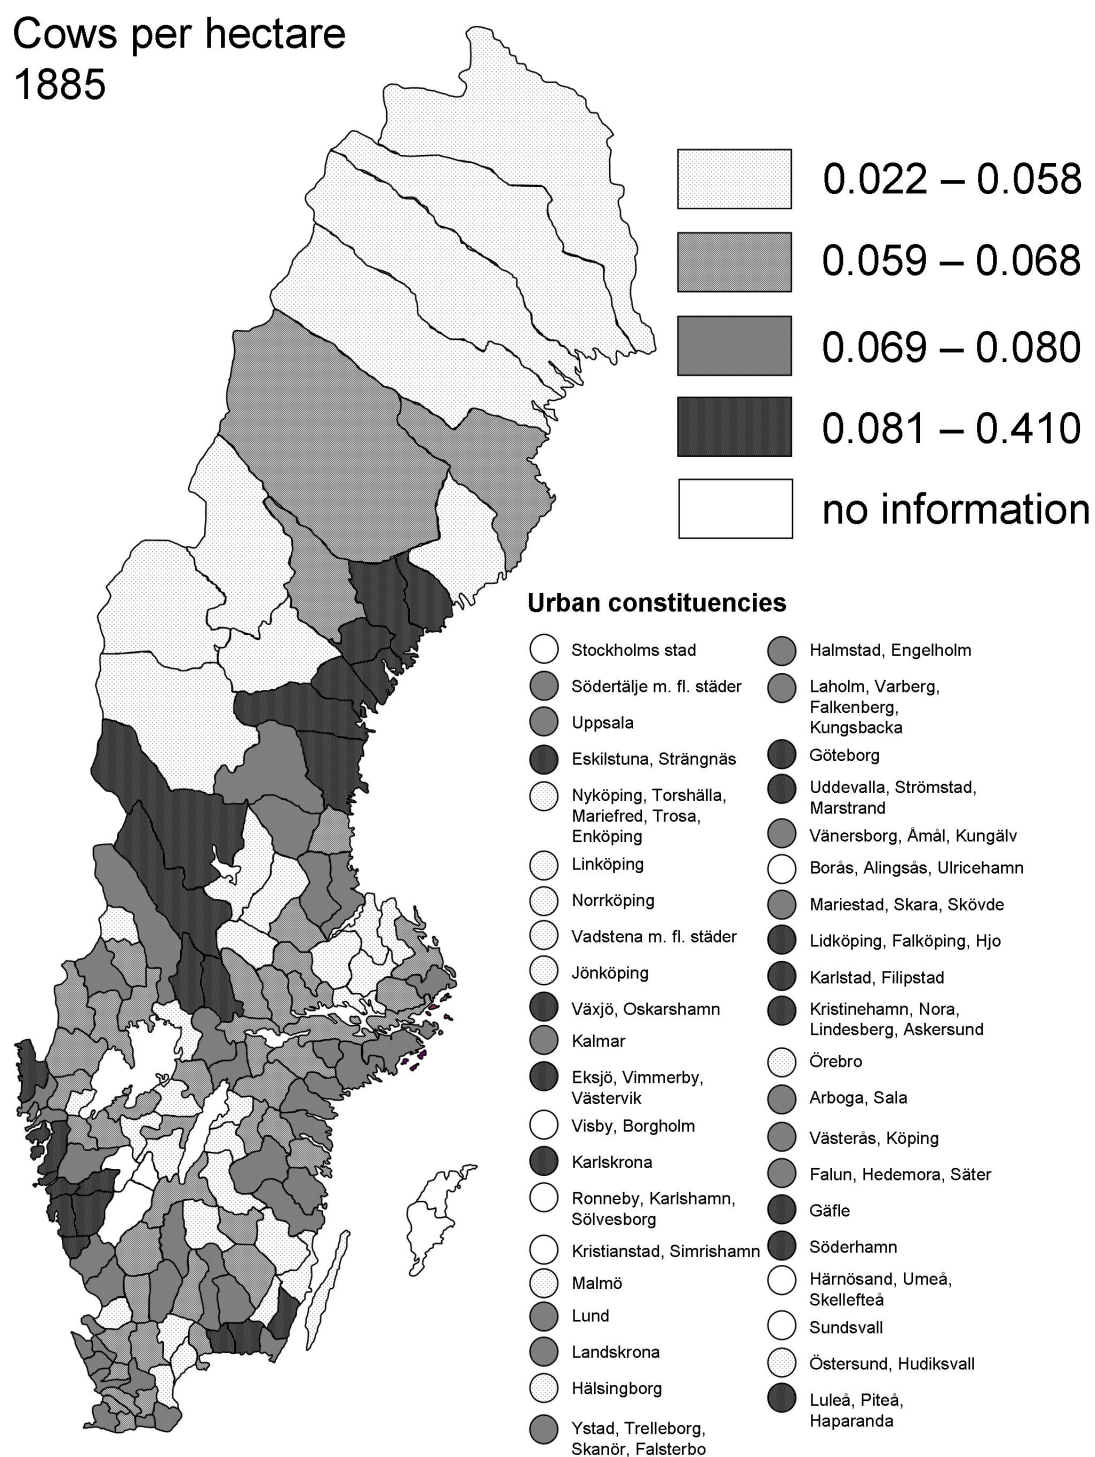 Cows per hectare
1885
0.022 – 0.058
0.059 – 0.068
0.069 – 0.080
0.081 – 0.410
no information
Urban constituencies
Stockholms stad
Södertälje m. fl. städer
Uppsala
Eskilstuna, Strängnäs
Nyköping, Torshälla,
Mariefred, Trosa,
Enköping
Linköping
Norrköping
Vadstena m. fl. städer
Jönköping
Växjö, Oskarshamn
Kalmar
Eksjö, Vimmerby,
Västervik
Visby, Borgholm
Karlskrona
Ronneby, Karlshamn,
Sölvesborg
Kristianstad, Simrishamn
Malmö
Lund
Landskrona
Hälsingborg
Ystad, Trelleborg,
Skanör, Falsterbo
Halmstad, Engelholm
Laholm, Varberg,
Falkenberg,
Kungsbacka
Göteborg
Uddevalla, Strömstad,
Marstrand
Vänersborg, Åmål, Kungälv
Borås, Alingsås, Ulricehamn
Mariestad, Skara, Skövde
Lidköping, Falköping, Hjo
Karlstad, Filipstad
Kristinehamn, Nora,
Lindesberg, Askersund
Örebro
Arboga, Sala
Västerås, Köping
Falun, Hedemora, Säter
Gäfle
Söderhamn
Härnösand, Umeå,
Skellefteå
Sundsvall
Östersund, Hudiksvall
Luleå, Piteå,
Haparanda